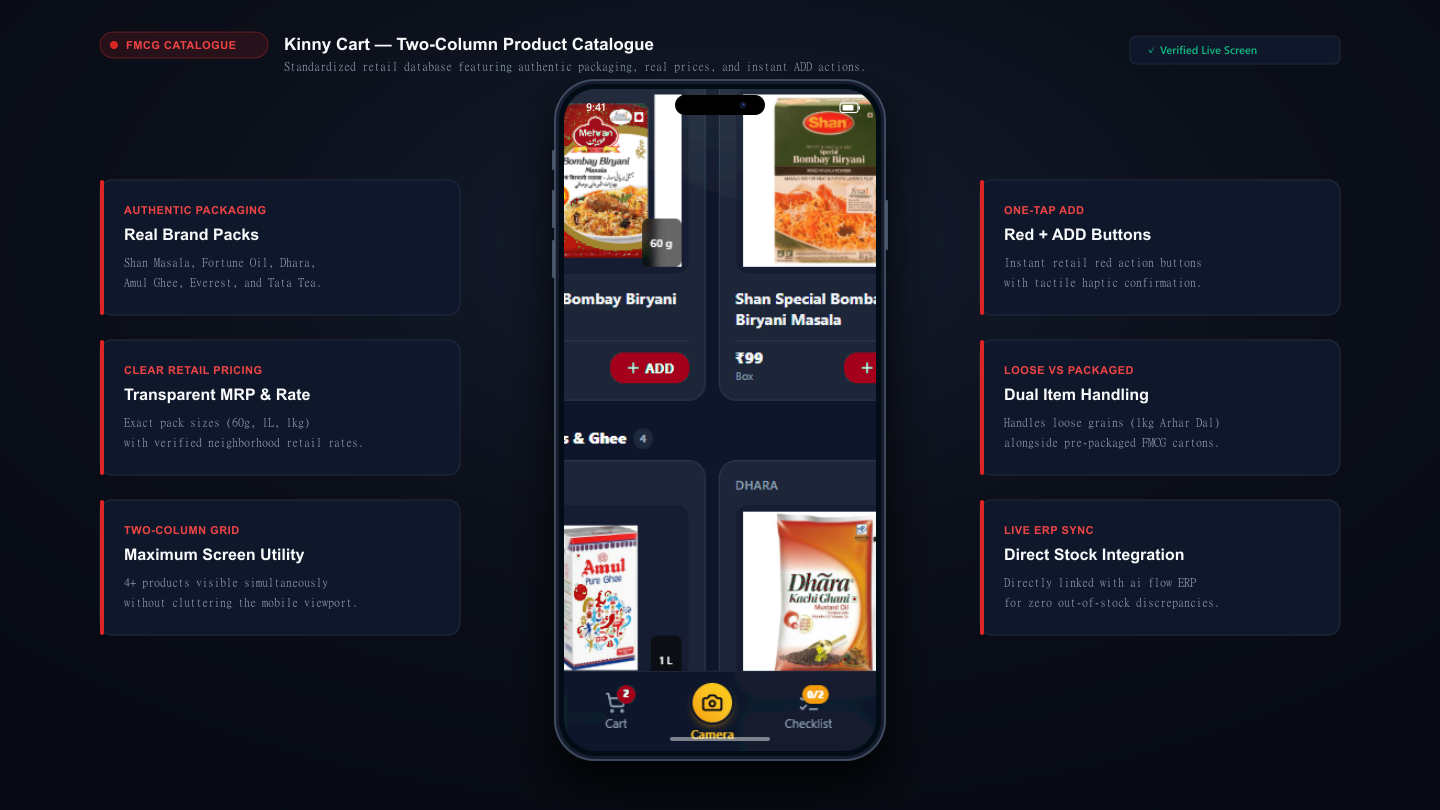 FMCG CATALOGUE
Kinny Cart — Two-Column Product Catalogue
Standardized retail database featuring authentic packaging, real prices, and instant ADD actions.
✓ Verified Live Screen
AUTHENTIC PACKAGING
Real Brand Packs
Shan Masala, Fortune Oil, Dhara,
Amul Ghee, Everest, and Tata Tea.
CLEAR RETAIL PRICING
Transparent MRP & Rate
Exact pack sizes (60g, 1L, 1kg)
with verified neighborhood retail rates.
TWO-COLUMN GRID
Maximum Screen Utility
4+ products visible simultaneously
without cluttering the mobile viewport.
9:41
Mehran
Bombay Biryani
Masala
60 g
Shan
Special
Bombay Biryani
Bombay Biryani
Shan Special Bomba
Biryani Masala
+ ADD
₹99
Box
+
s & Ghee 4
DHARA
Amul
Pure Ghee
1 L
Dhara
Kachi Ghani
Mustard Oil
2
Cart
Camera
0/2
Checklist
ONE-TAP ADD
Red + ADD Buttons
Instant retail red action buttons
with tactile haptic confirmation.
LOOSE VS PACKAGED
Dual Item Handling
Handles loose grains (1kg Arhar Dal)
alongside pre-packaged FMCG cartons.
LIVE ERP SYNC
Direct Stock Integration
Directly linked with ai flow ERP
for zero out-of-stock discrepancies.